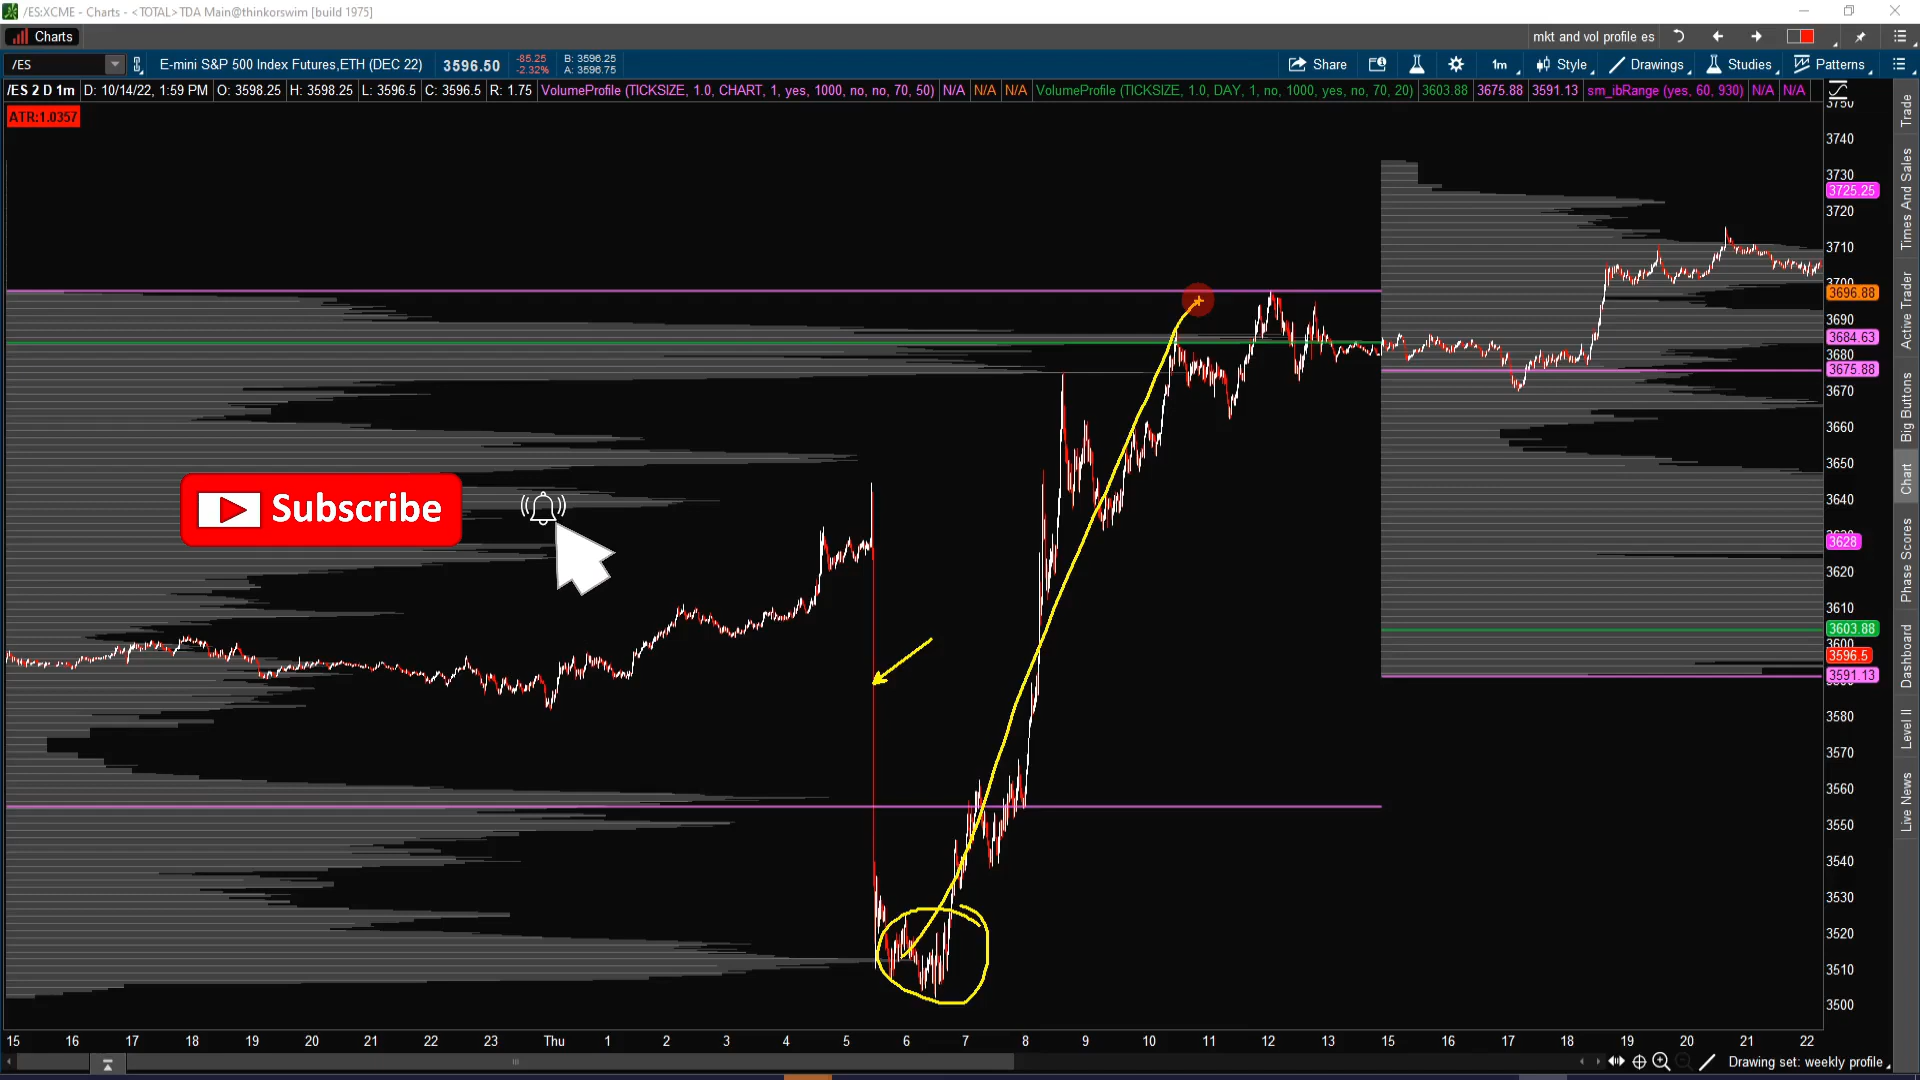 /ES:XCME - Charts - <TOTAL> TDA Main@thinkorswim [build 1975]
Charts
mkt and vol profile es
/ES
E-mini S&P 500 Index Futures,ETH (DEC 22)
3596.50
-85.25
-2.32%
B: 3596.25
A: 3596.75
Share
1m
Style
Drawings
Studies
Patterns
/ES 2 D 1m D: 10/14/22, 1:59 PM O: 3598.25 H: 3598.25 L: 3596.5 C: 3596.5 R: 1.75 VolumeProfile (TICKSIZE, 1.0, CHART, 1, yes, 1000, no, no, 70, 50) N/A N/A N/A VolumeProfile (TICKSIZE, 1.0, DAY, 1, no, 1000, yes, no, 70, 20) 3603.88 3675.88 3591.13 sm_ibRange (yes, 60, 930) N/A N/A
ATR:1.0357
3750
3740
3730
3725.25
3720
3710
3700
3696.88
3690
3684.63
3680
3675.88
3670
3660
3650
3640
3628
3620
3610
3603.88
3600
3596.5
3591.13
3580
3570
3560
3550
3540
3530
3520
3510
3500
Subscribe
Trade
Times And Sales
Active Trader
Big Buttons
Chart
Phase Scores
Dashboard
Level II
Live News
15 16 17 18 19 20 21 22 23 Thu 1 2 3 4 5 6 7 8 9 10 11 12 13 15 16 17 18 19 20 21 22
Drawing set: weekly profile